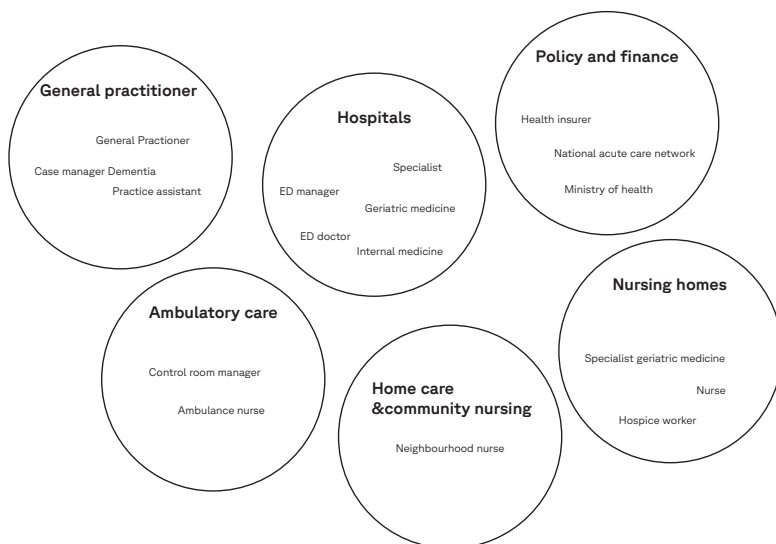 General practitioner
General Practioner
Case manager Dementia
Practice assistant
Hospitals
Specialist
ED manager
Geriatric medicine
ED doctor
Internal medicine
Policy and finance
Health insurer
National acute care network
Ministry of health
Ambulatory care
Control room manager
Ambulance nurse
Home care
&community nursing
Neighbourhood nurse
Nursing homes
Specialist geriatric medicine
Nurse
Hospice worker